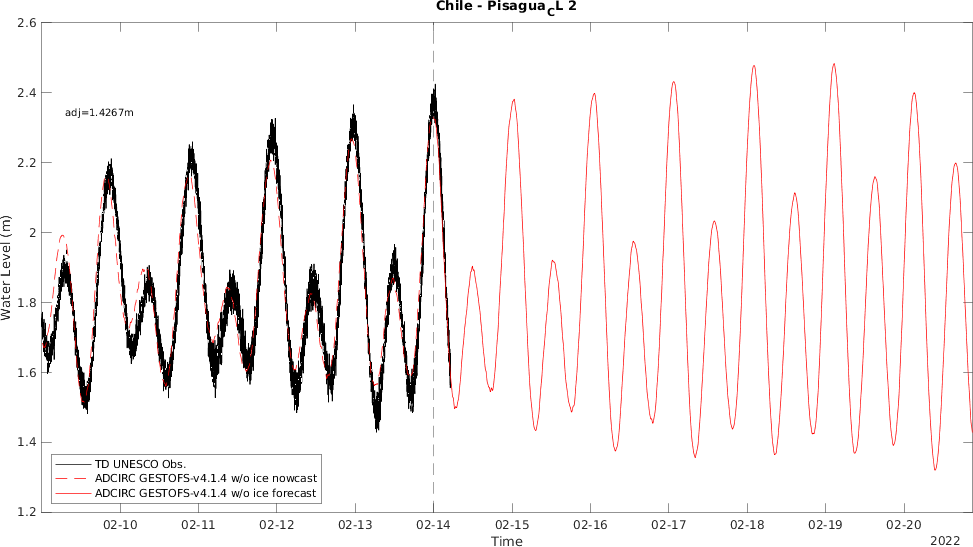 Chile - Pisagua_CL 2
2.6
2.4
2.2
2
1.8
1.6
1.4
1.2
Water Level (m)
adj=1.4267m
TD UNESCO Obs.
ADCIRC GESTOFS-v4.1.4 w/o ice nowcast
ADCIRC GESTOFS-v4.1.4 w/o ice forecast
02-10 02-11 02-12 02-13 02-14 02-15 02-16 02-17 02-18 02-19 02-20
Time
2022